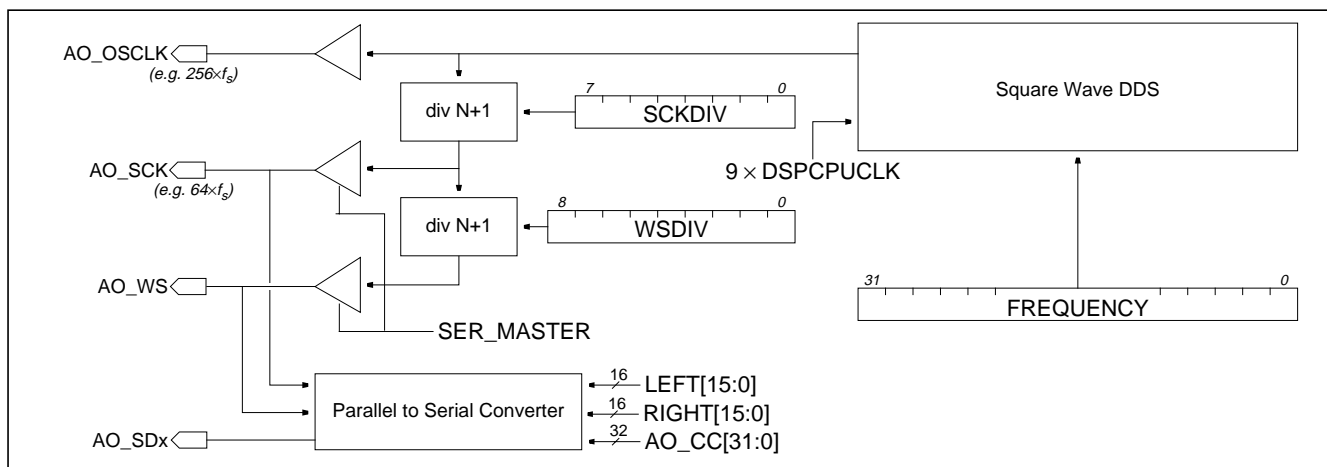 AO_OSCLK
(e.g. 256×fs)
Square Wave DDS
div N+1
7 0
SCKDIV
AO_SCK
(e.g. 64×fs)
9 × DSPCPUCLK
div N+1
8 0
WSDIV
AO_WS
31 0
FREQUENCY
SER_MASTER
Parallel to Serial Converter
16 LEFT[15:0]
16 RIGHT[15:0]
32 AO_CC[31:0]
AO_SDx